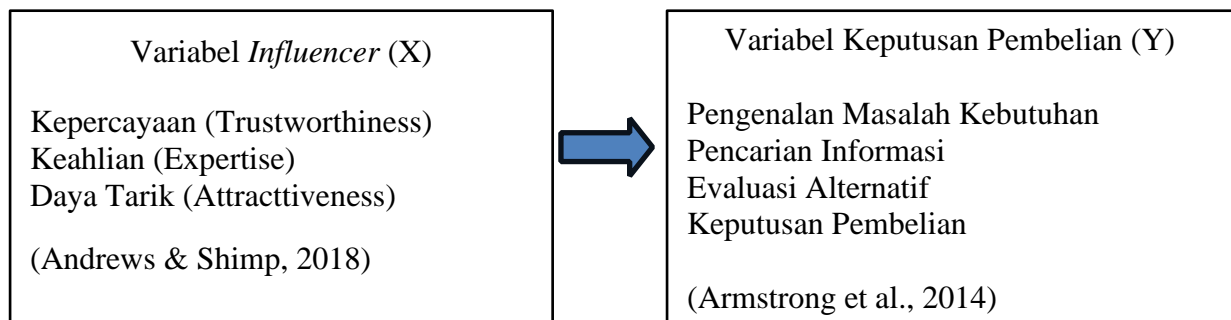 Variabel Influencer (X)
Kepercayaan (Trustworthiness)
Keahlian (Expertise)
Daya Tarik (Attracttiveness)
(Andrews & Shimp, 2018)
Variabel Keputusan Pembelian (Y)
Pengenalan Masalah Kebutuhan
Pencarian Informasi
Evaluasi Alternatif
Keputusan Pembelian
(Armstrong et al., 2014)